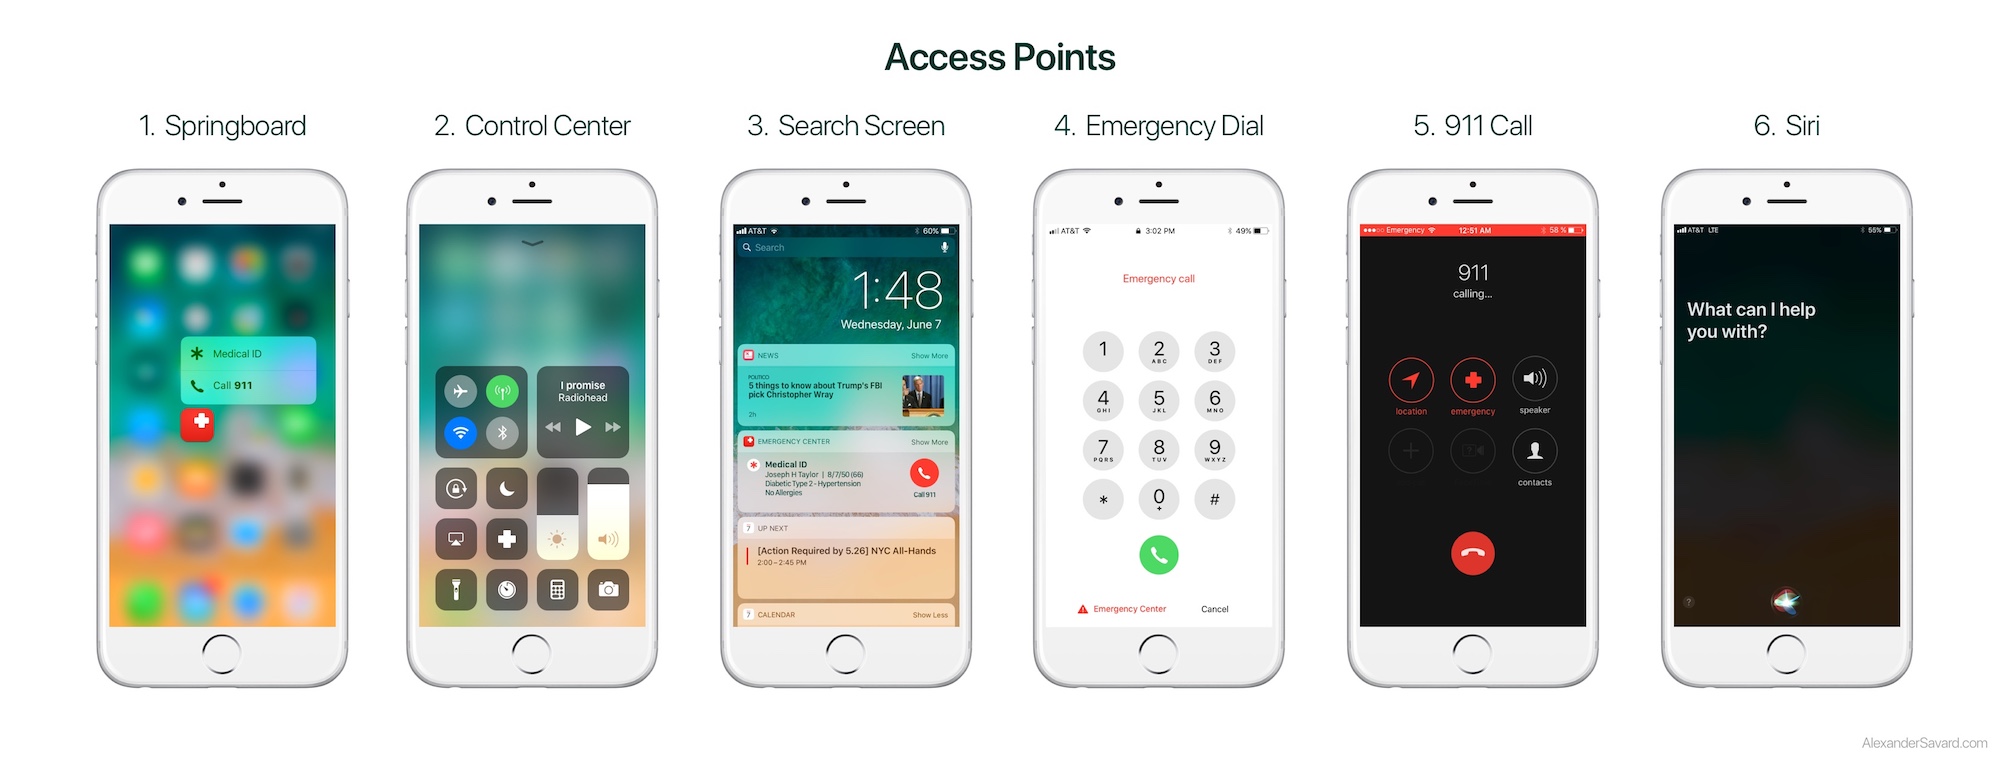 Access Points
1. Springboard
2. Control Center
3. Search Screen
4. Emergency Dial
5. 911 Call
6. Siri
Medical ID
Call 911
I promise
Radiohead
AT&T
60%
Search
1:48
Wednesday, June 7
NEWS
Show More
POLITICO
5 things to know about Trump's FBI
pick Christopher Wray
2h
EMERGENCY CENTER
Show More
Medical ID
Joseph H Taylor | 8/7/50 (66)
Diabetic Type 2 - Hypertension
No Allergies
Call 911
7
UP NEXT
[Action Required by 5.26] NYC All-Hands
2:00 – 2:45 PM
7
CALENDAR
Show Less
AT&T
3:02 PM
49%
Emergency call
1
2
3
ABC
DEF
4
5
6
GHI
JKL
MNO
7
8
9
PQRS
TUV
WXYZ
*
0
#
+
Emergency Center
Cancel
Emergency
12:51 AM
58 %
911
calling...
location
emergency
speaker
contacts
AT&T LTE
55%
What can I help
you with?
?
AlexanderSavard.com